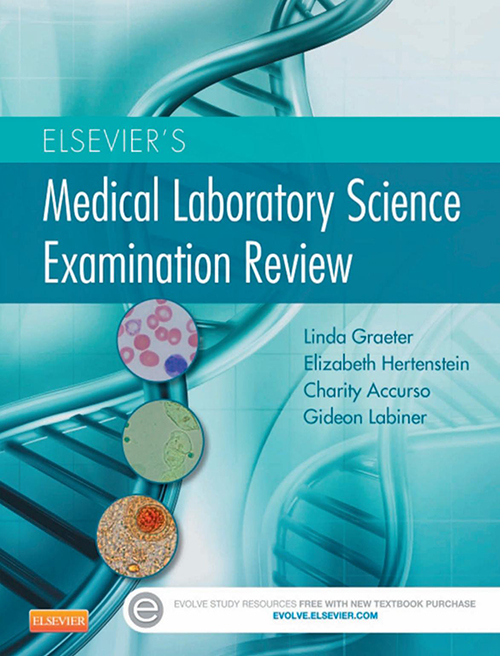 ELSEVIER'S
Medical Laboratory Science
Examination Review
Linda Graeter
Elizabeth Hertenstein
Charity Accurso
Gideon Labiner
ELSEVIER
e
EVOLVE STUDY RESOURCES FREE WITH NEW TEXTBOOK PURCHASE
EVOLVE.ELSEVIER.COM